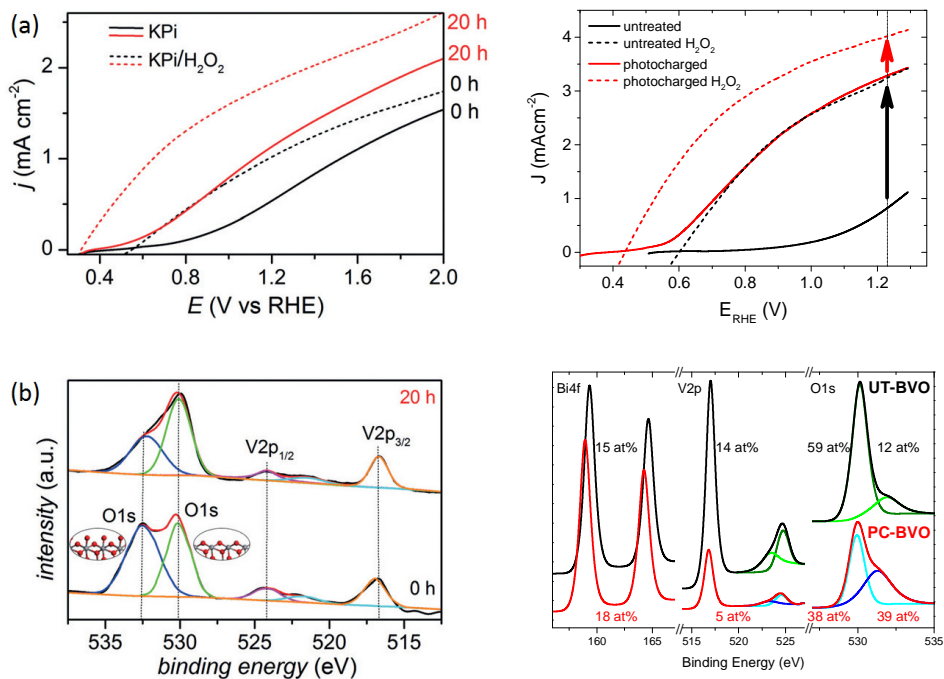 (a)
KPi
KPi/H₂O₂
20 h
20 h
0 h
0 h
2
1
0
j (mA cm⁻²)
0.4 0.8 1.2 1.6 2.0
E (V vs RHE)
untreated
untreated H₂O₂
photocharged
photocharged H₂O₂
4
3
2
1
0
J (mAcm⁻²)
0.4 0.6 0.8 1.0 1.2
E_RHE (V)
(b)
20 h
V2p₁/₂
V2p₃/₂
O1s
O1s
0 h
intensity (a.u.)
535 530 525 520 515
binding energy (eV)
Bi4f
V2p
O1s
UT-BVO
15 at%
14 at%
59 at%
12 at%
PC-BVO
18 at%
5 at%
38 at%
39 at%
160 165 515 520 525 530 535
Binding Energy (eV)